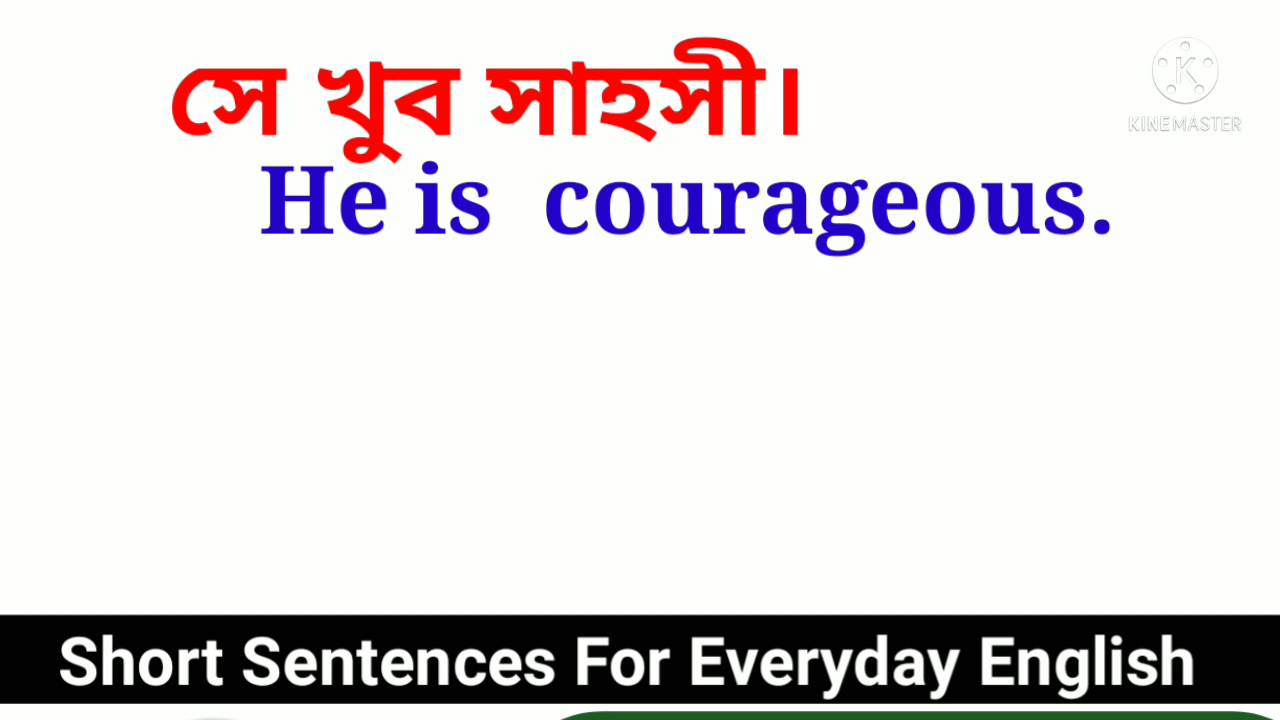 সে খুব সাহসী।
KINEMASTER
He is courageous.
Short Sentences For Everyday English